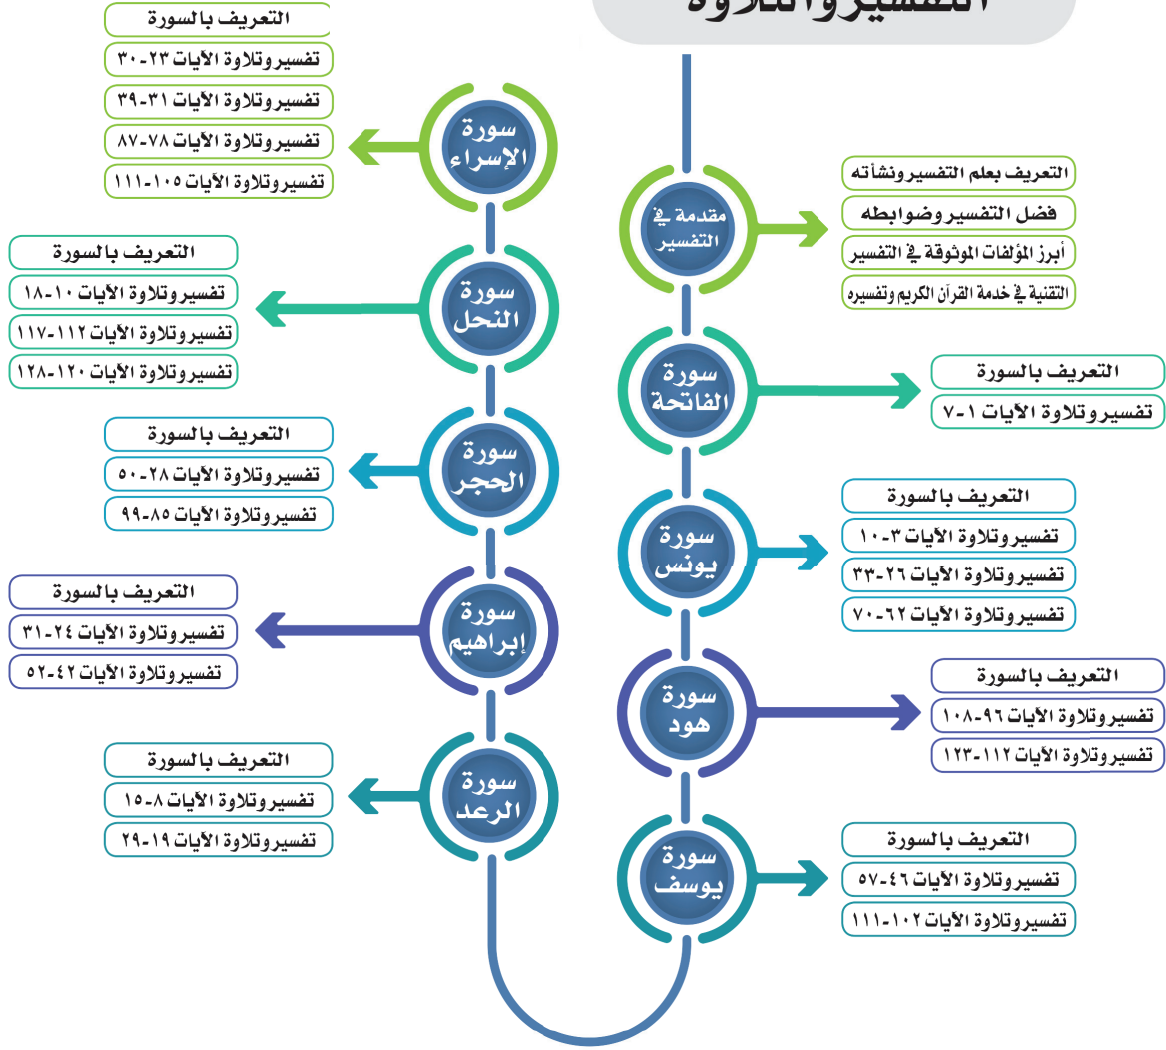 التفسير والتلاوة
مقدمة في
التفسير
التعريف بعلم التفسير ونشأته
فضل التفسير وضوابطه
أبرز المؤلفات الموثوقة في التفسير
التقنية في خدمة القرآن الكريم وتفسيره
سورة
الفاتحة
التعريف بالسورة
تفسير وتلاوة الآيات ١-٧
سورة
يونس
التعريف بالسورة
تفسير وتلاوة الآيات ٣-١٠
تفسير وتلاوة الآيات ٢٦-٣٣
تفسير وتلاوة الآيات ٦٢-٧٠
سورة
هود
التعريف بالسورة
تفسير وتلاوة الآيات ٩٦-١٠٨
تفسير وتلاوة الآيات ١١٢-١٢٣
سورة
يوسف
التعريف بالسورة
تفسير وتلاوة الآيات ٤٦-٥٧
تفسير وتلاوة الآيات ١٠٢-١١١
سورة
الرعد
التعريف بالسورة
تفسير وتلاوة الآيات ٨-١٥
تفسير وتلاوة الآيات ١٩-٢٩
سورة
إبراهيم
التعريف بالسورة
تفسير وتلاوة الآيات ٢٤-٣١
تفسير وتلاوة الآيات ٤٢-٥٢
سورة
الحجر
التعريف بالسورة
تفسير وتلاوة الآيات ٢٨-٥٠
تفسير وتلاوة الآيات ٨٥-٩٩
سورة
النحل
التعريف بالسورة
تفسير وتلاوة الآيات ١٠-١٨
تفسير وتلاوة الآيات ١١٢-١١٧
تفسير وتلاوة الآيات ١٢٠-١٢٨
سورة
الإسراء
التعريف بالسورة
تفسير وتلاوة الآيات ٢٣-٣٠
تفسير وتلاوة الآيات ٣١-٣٩
تفسير وتلاوة الآيات ٧٨-٨٧
تفسير وتلاوة الآيات ١٠٥-١١١